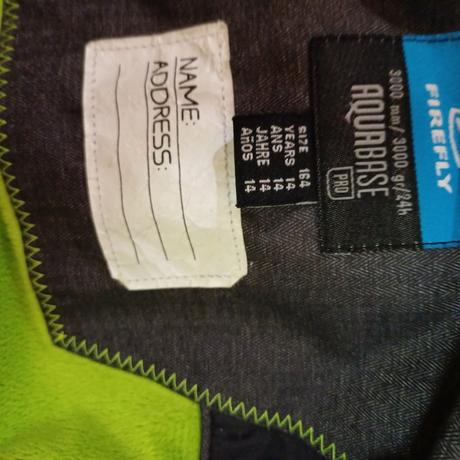 NAME:
ADDRESS:
SIZE 164
YEARS 14
ANS 14
JAHRE 14
AÑOS 14
FIREFLY
3000 mm/ 3000 gr/24h
AQUABASE
PRO